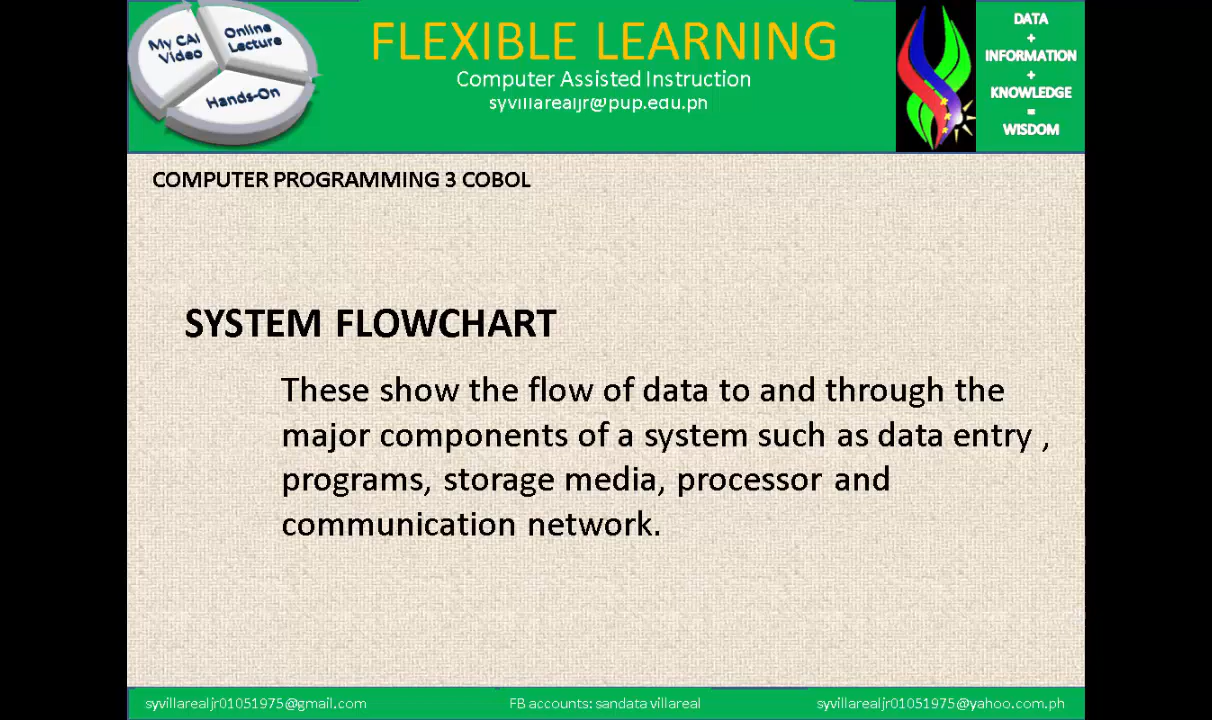 My CAI
Video
Online
Lecture
Hands-On
FLEXIBLE LEARNING
Computer Assisted Instruction
syvillarealjr@pup.edu.ph
DATA
+
INFORMATION
+
KNOWLEDGE
=
WISDOM
COMPUTER PROGRAMMING 3 COBOL
SYSTEM FLOWCHART
These show the flow of data to and through the
major components of a system such as data entry ,
programs, storage media, processor and
communication network.
syvillarealjr01051975@gmail.com
FB accounts: sandata villareal
syvillarealjr01051975@yahoo.com.ph